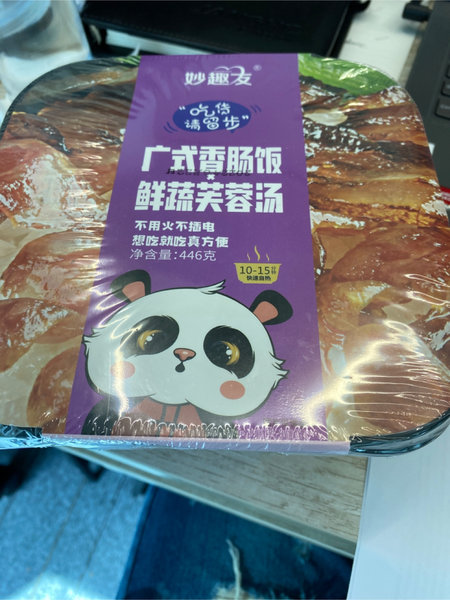 妙趣友®
“吃货
请留步”
广式香肠饭
×
鲜蔬芙蓉汤
不用火不插电
想吃就吃真方便
净含量:446克
10-15分钟
快速自热